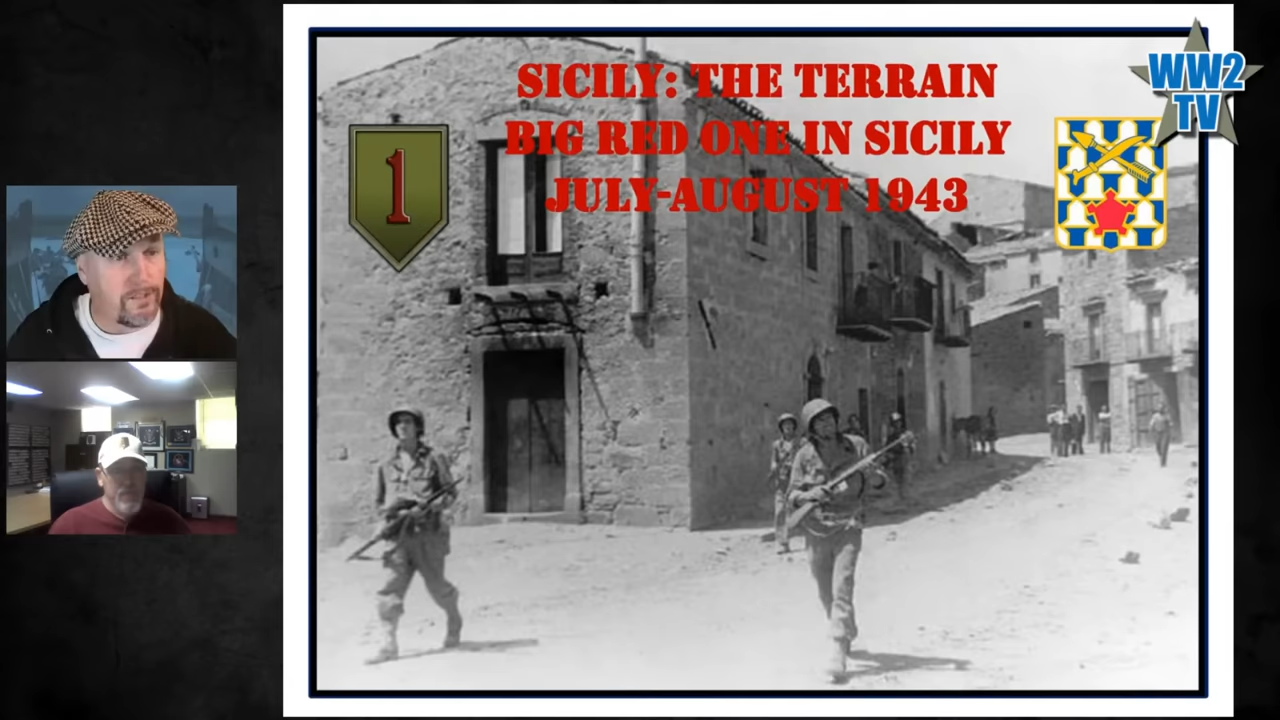 SICILY: THE TERRAIN
BIG RED ONE IN SICILY
JULY-AUGUST 1943
1
WW2
TV